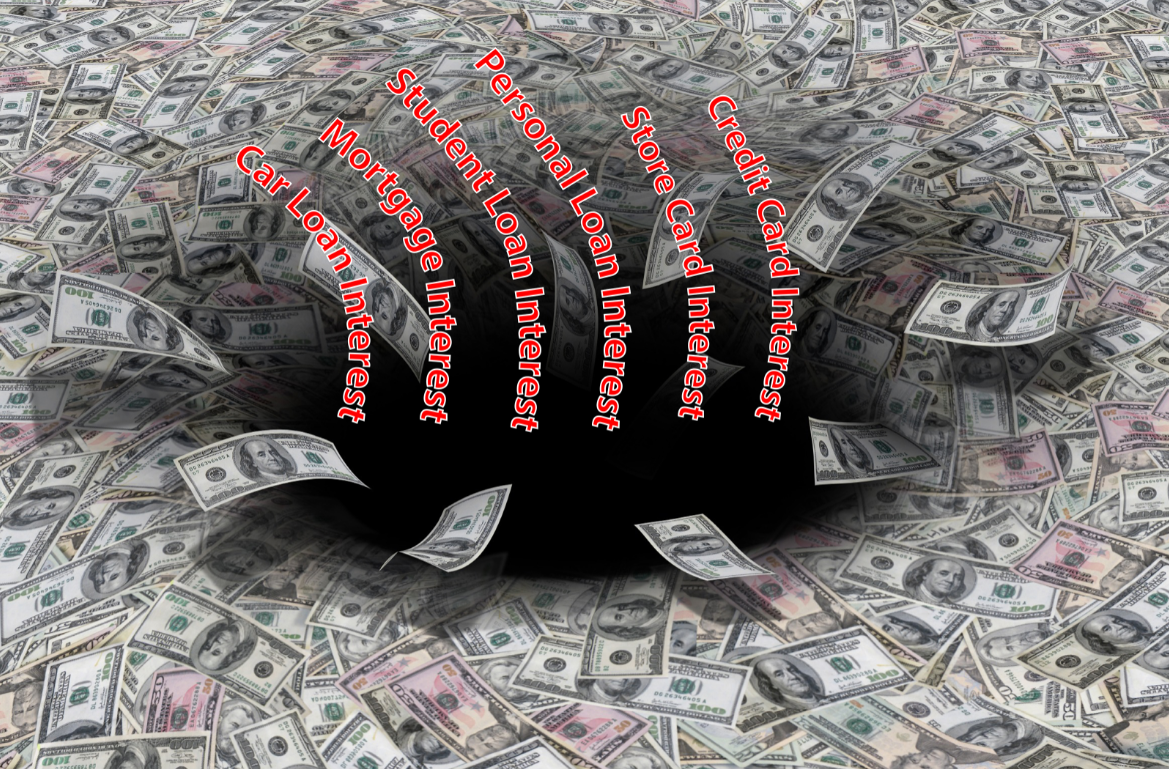 Car Loan Interest
Mortgage Interest
Student Loan Interest
Personal Loan Interest
Store Card Interest
Credit Card Interest